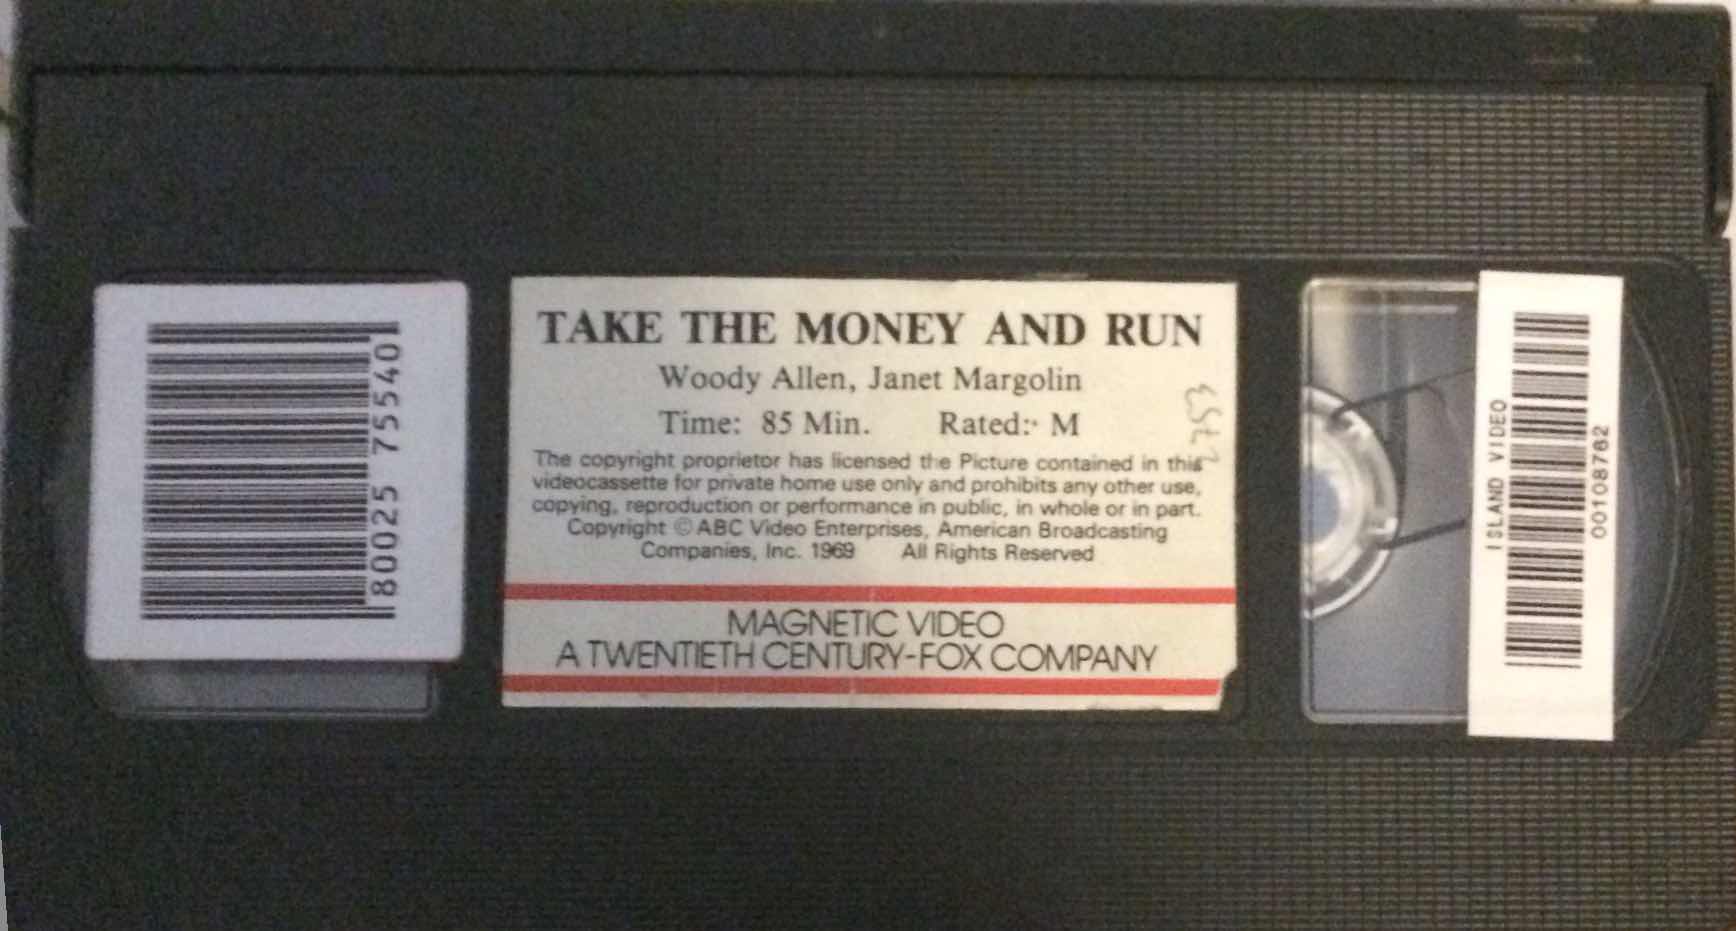 80025 75540
TAKE THE MONEY AND RUN
Woody Allen, Janet Margolin
Time: 85 Min. Rated: M
The copyright proprietor has licensed the Picture contained in this
videocassette for private home use only and prohibits any other use,
copying, reproduction or performance in public, in whole or in part.
Copyright © ABC Video Enterprises, American Broadcasting
Companies, Inc. 1969 All Rights Reserved
MAGNETIC VIDEO
A TWENTIETH CENTURY-FOX COMPANY
ISLAND VIDEO
00108782